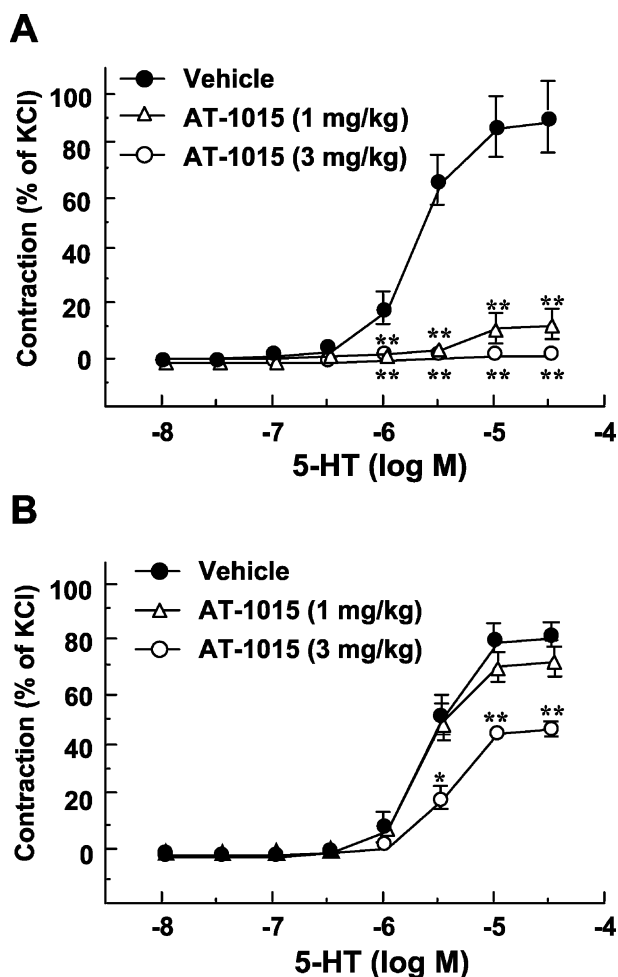 A
Vehicle
AT-1015 (1 mg/kg)
AT-1015 (3 mg/kg)
Contraction (% of KCl)
100
80
60
40
20
0
** ** ** **
** ** ** **
-8 -7 -6 -5 -4
5-HT (log M)
B
Vehicle
AT-1015 (1 mg/kg)
AT-1015 (3 mg/kg)
Contraction (% of KCl)
100
80
60
40
20
0
* ** **
-8 -7 -6 -5 -4
5-HT (log M)